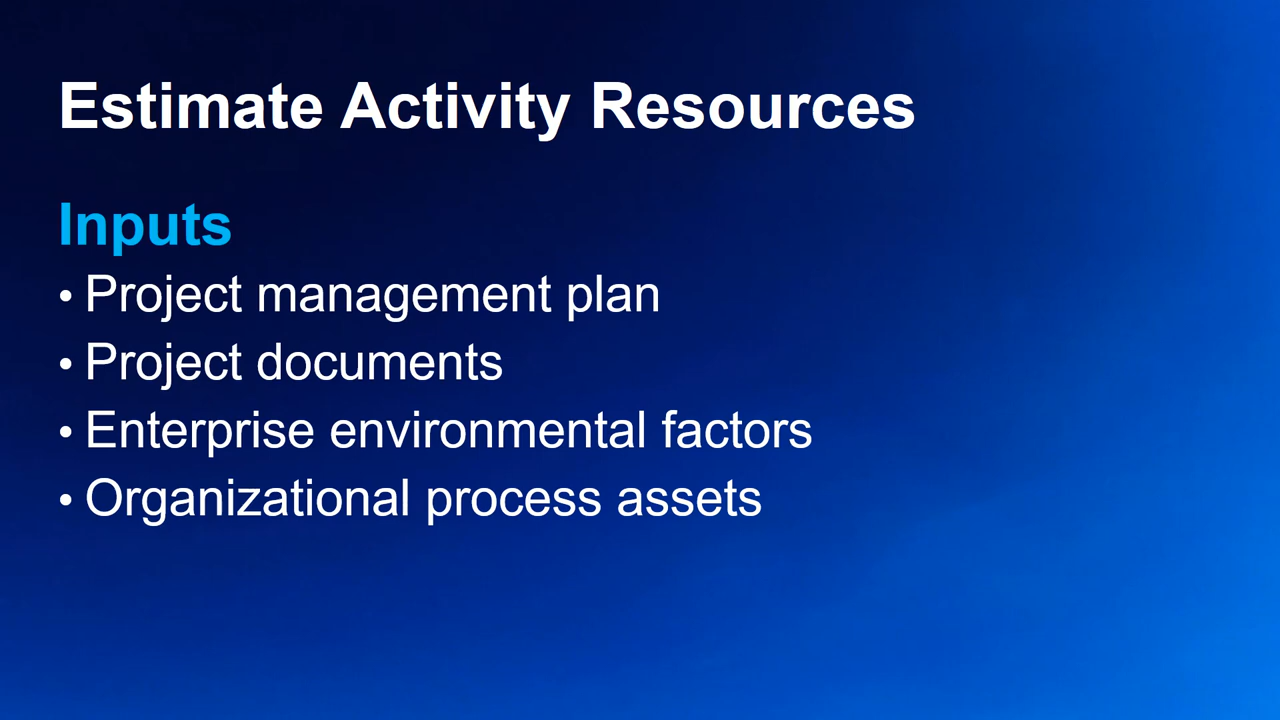 Estimate Activity Resources
Inputs
• Project management plan
• Project documents
• Enterprise environmental factors
• Organizational process assets